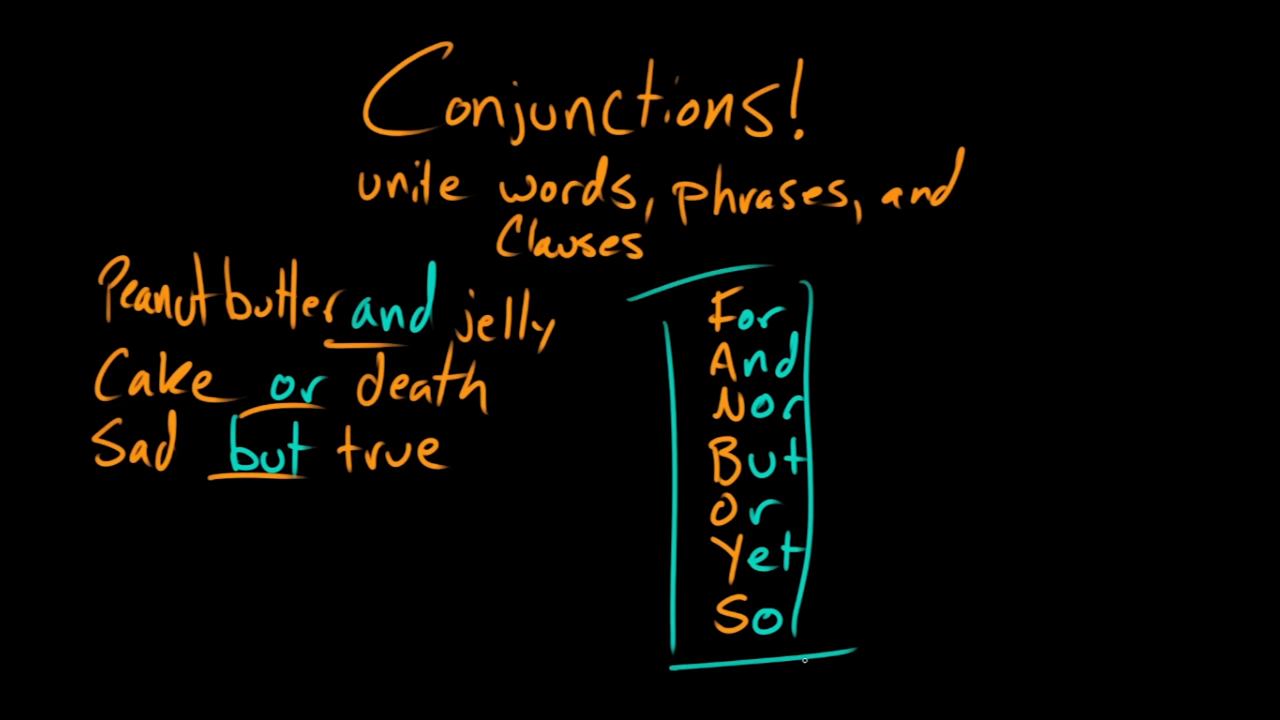 Conjunctions!
unite words, phrases, and
Clauses
Peanut butter and jelly
Cake or death
Sad but true
For
And
Nor
But
Or
Yet
So